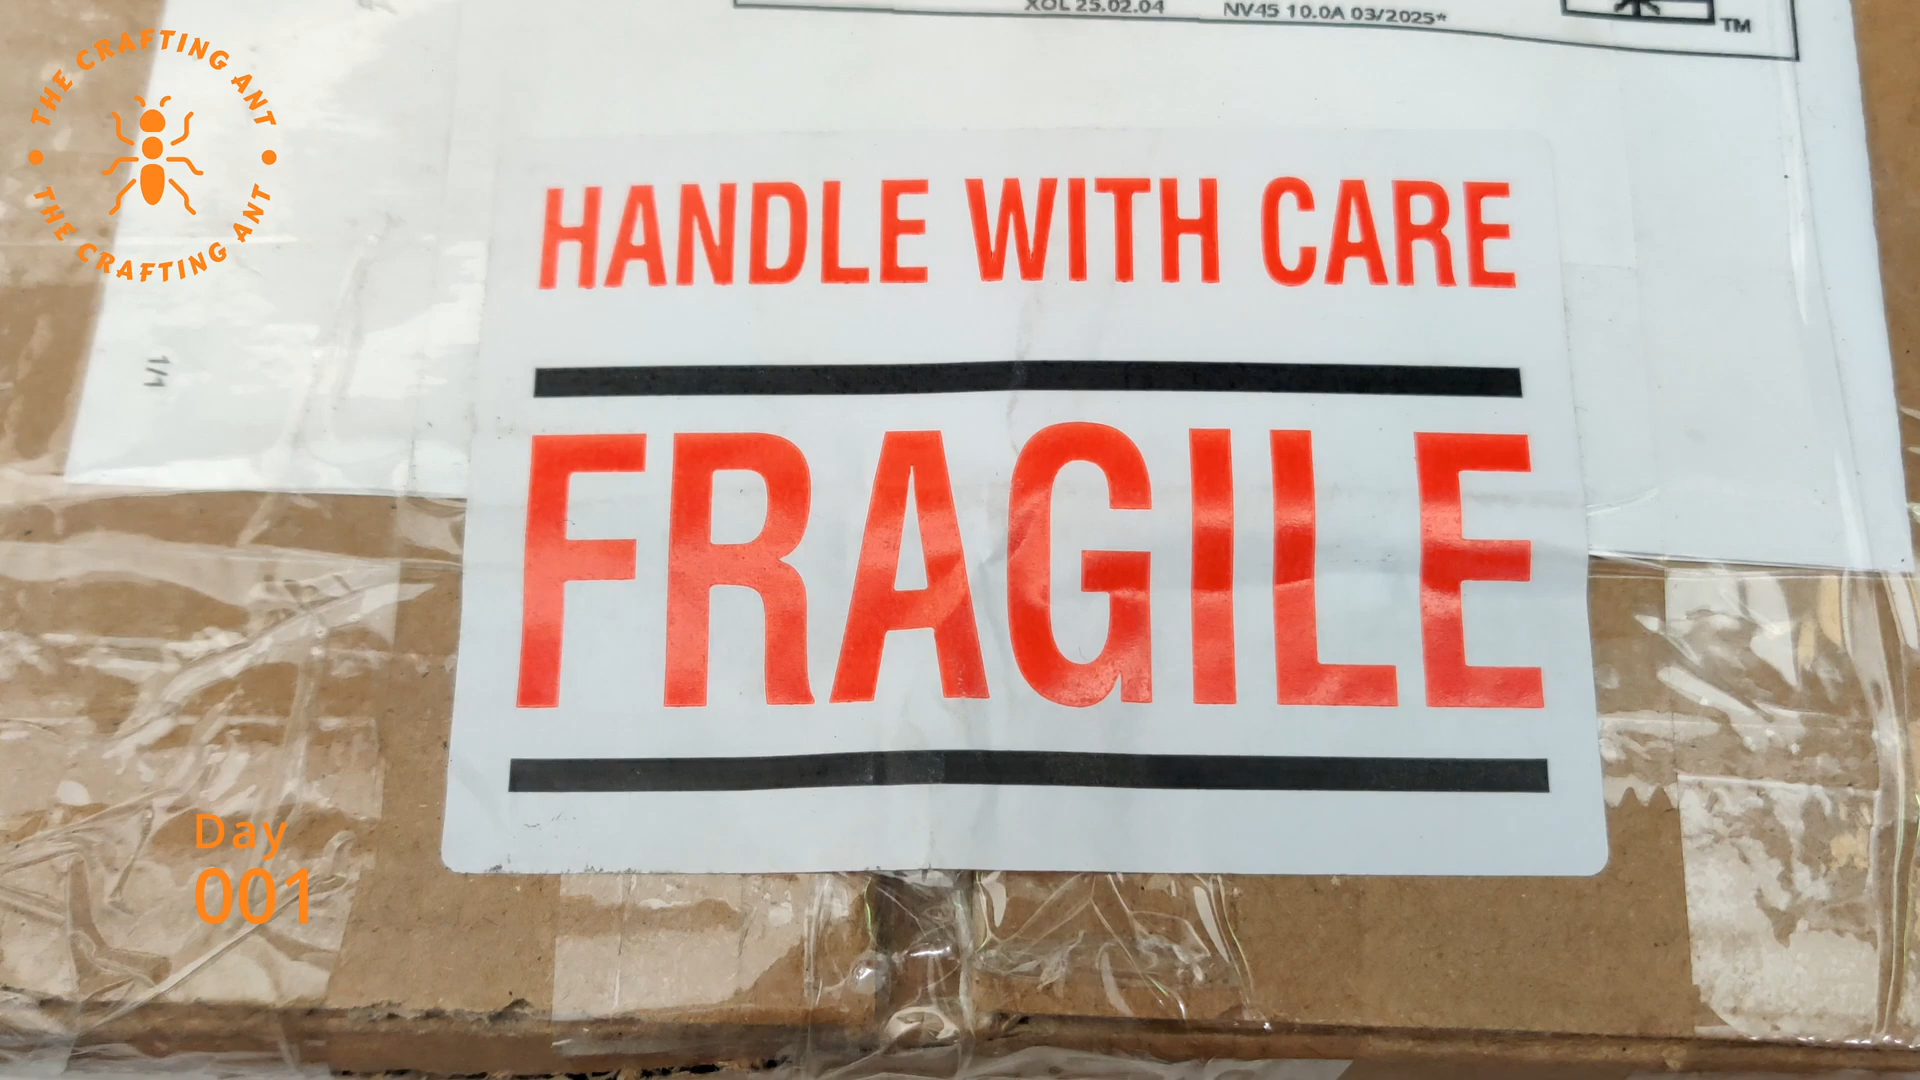 XOL 25.02.04 NV45 10.0A 03/2025*
TM
THE CRAFTING ANT
THE CRAFTING ANT
HANDLE WITH CARE
1/1
FRAGILE
Day
001